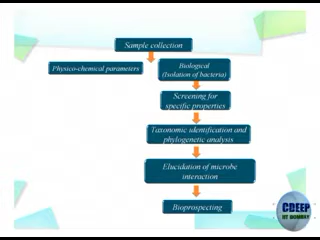 Sample collection
Physico-chemical parameters
Biological
(Isolation of bacteria)
Screening for
specific properties
Taxonomic identification and
phylogenetic analysis
Elucidation of microbe
interaction
Bioprospecting
CDEEP
IIT BOMBAY